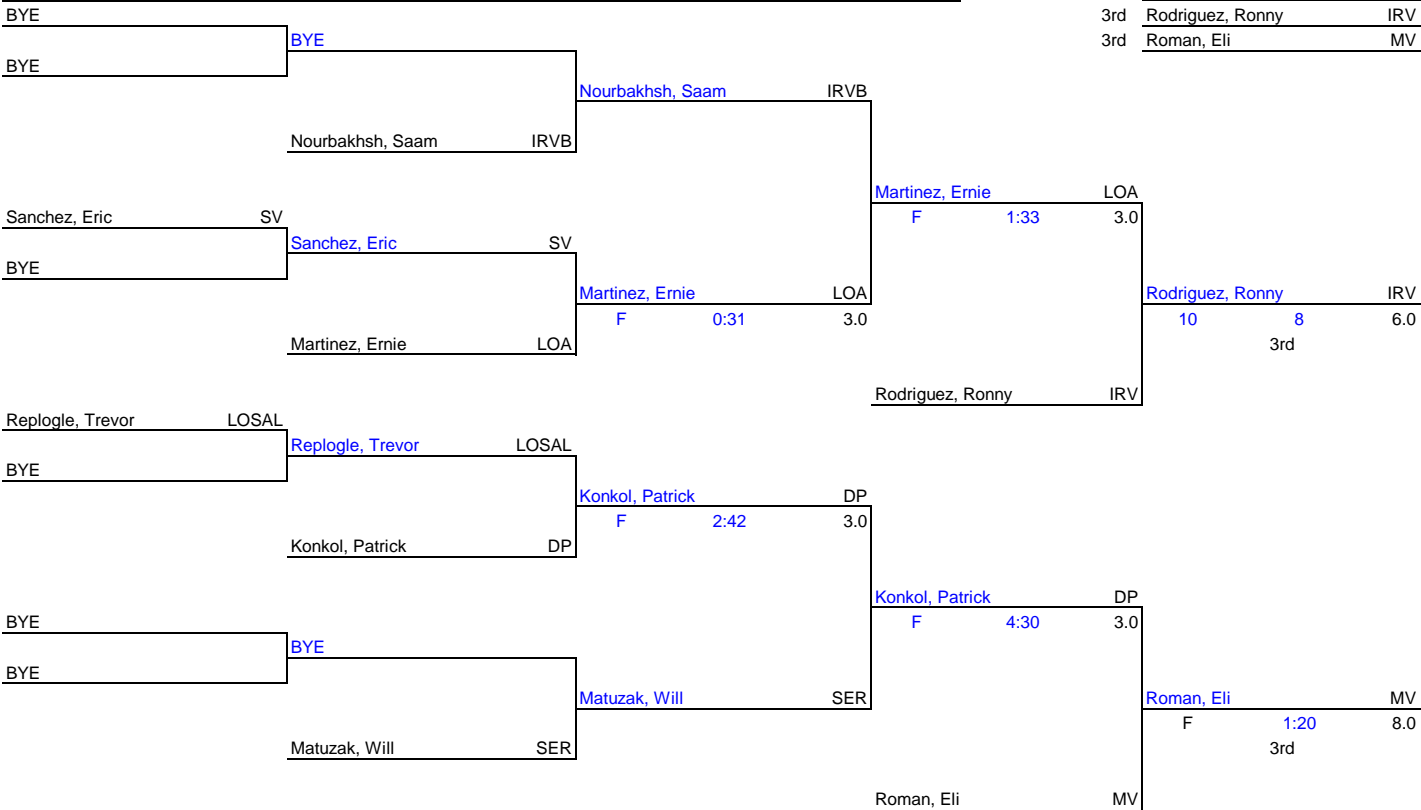 BYE
3rd Rodriguez, Ronny IRV
BYE
3rd Roman, Eli MV
BYE
Nourbakhsh, Saam IRVB
Nourbakhsh, Saam IRVB
Martinez, Ernie LOA
Sanchez, Eric SV
F 1:33 3.0
Sanchez, Eric SV
BYE
Martinez, Ernie LOA
Rodriguez, Ronny IRV
F 0:31 3.0
10 8 6.0
Martinez, Ernie LOA
3rd
Rodriguez, Ronny IRV
Replogle, Trevor LOSAL
Replogle, Trevor LOSAL
BYE
Konkol, Patrick DP
F 2:42 3.0
Konkol, Patrick DP
Konkol, Patrick DP
BYE
F 4:30 3.0
BYE
BYE
Matuzak, Will SER
Roman, Eli MV
F 1:20 8.0
Matuzak, Will SER
3rd
Roman, Eli MV